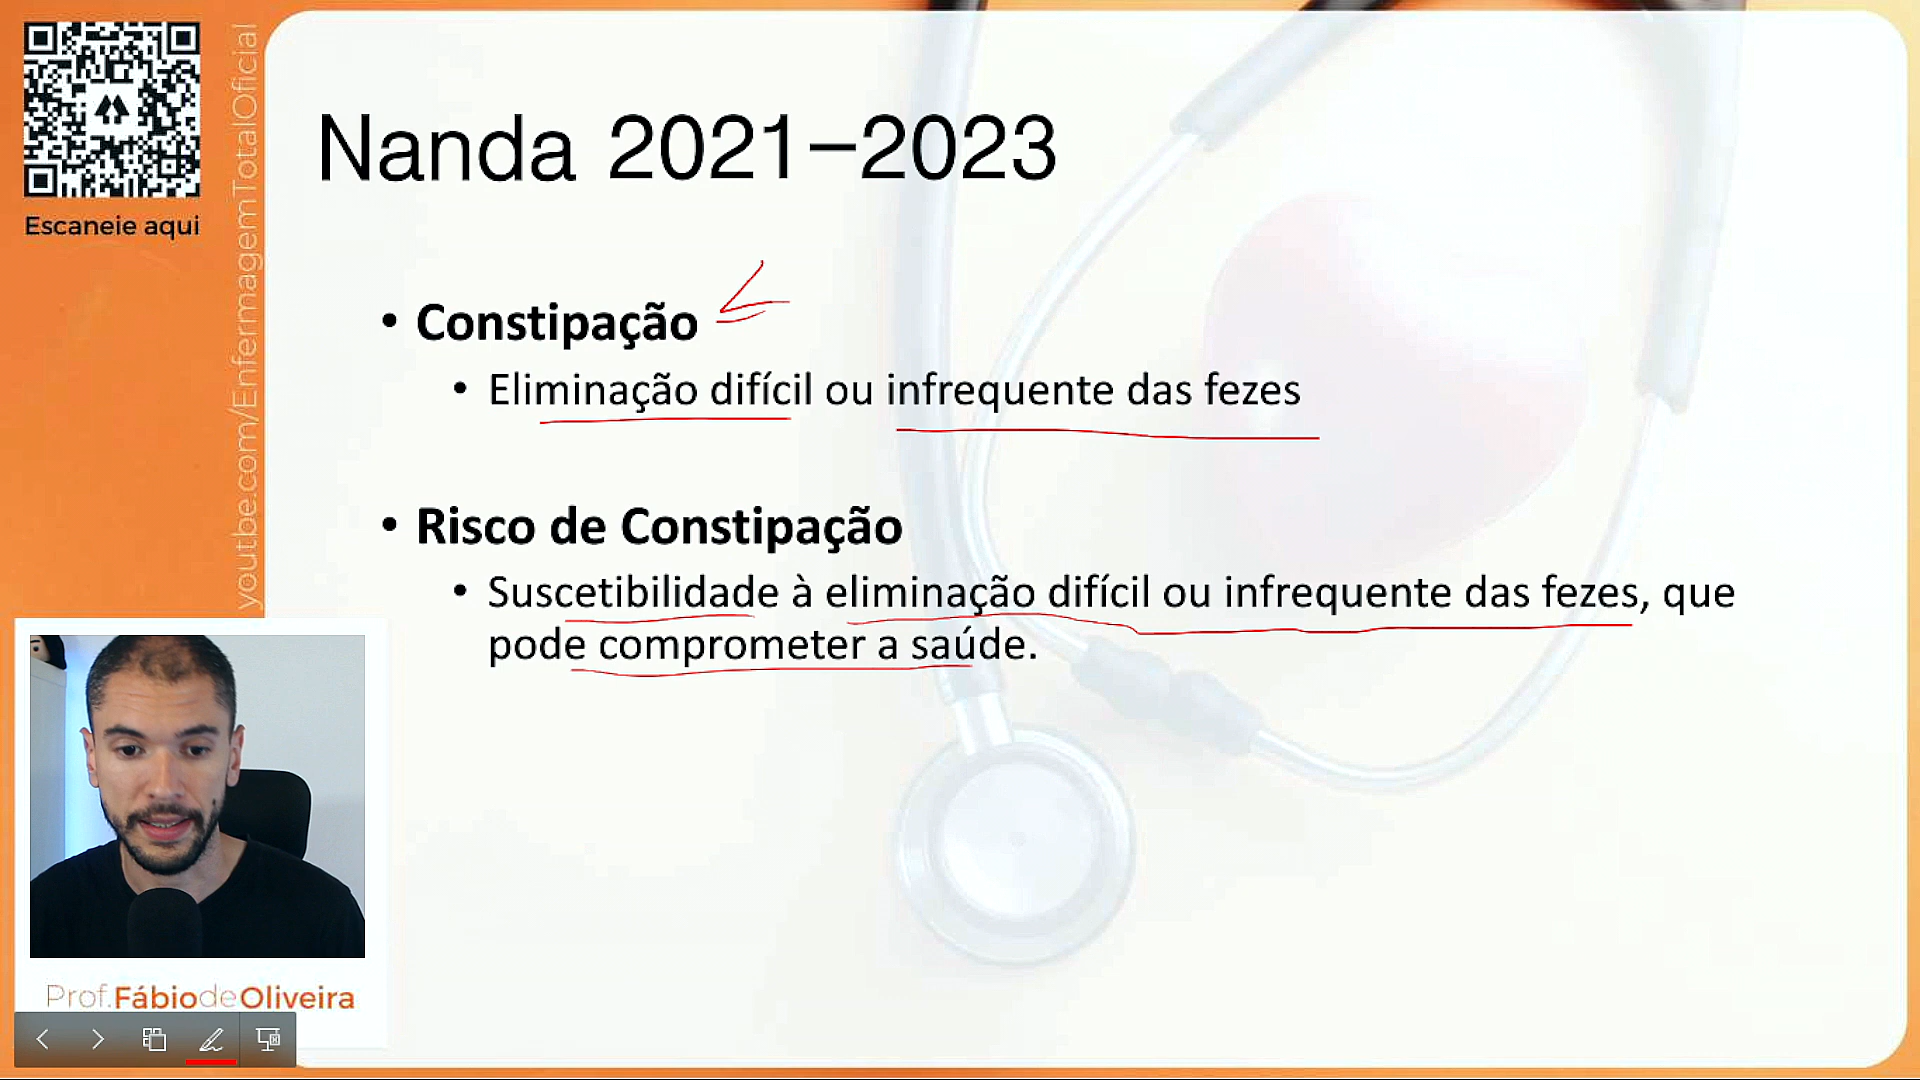 Nanda 2021-2023
• Constipação
• Eliminação difícil ou infrequente das fezes
• Risco de Constipação
• Suscetibilidade à eliminação difícil ou infrequente das fezes, que
pode comprometer a saúde.
Escaneie aqui
youtube.com/EnfermagemTotalOficial
Prof.FábiodeOliveira